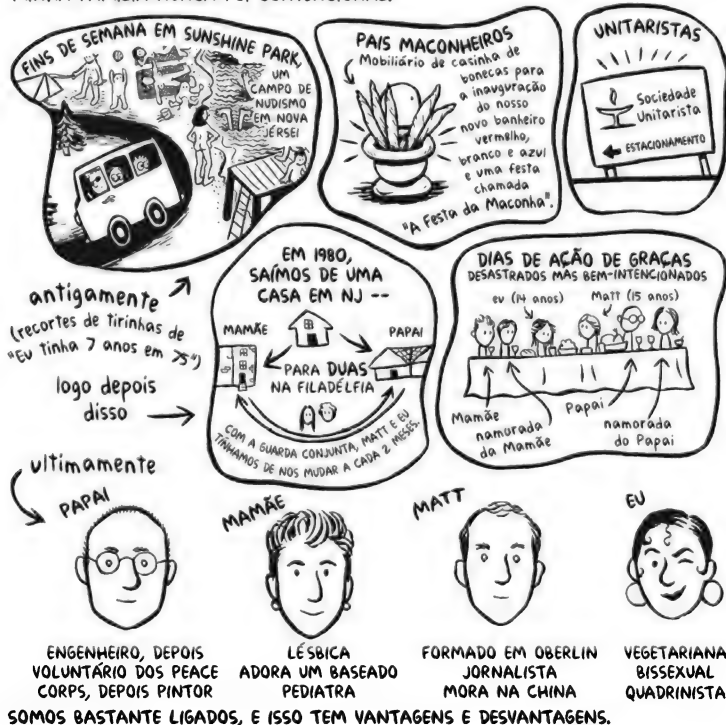 FINS DE SEMANA EM SUNSHINE PARK,
UM
CAMPO DE
NUDISMO
EM NOVA
JÉRSEI
PAIS MACONHEIROS
Mobiliário de casinha de
bonecas para
a inauguração
do nosso
novo banheiro
vermelho,
branco e azul
e uma festa
chamada
"A Festa da Maconha".
UNITARISTAS
Sociedade
Unitarista
ESTACIONAMENTO
antigamente
(recortes de tirinhas de
"Eu tinha 7 anos em 75")
logo depois
disso
EM 1980,
SAÍMOS DE UMA
CASA EM NJ --
MAMÃE
PAPAI
PARA DUAS
NA FILADÉLFIA
COM A GUARDA CONJUNTA, MATT E EU
TÍNHAMOS DE NOS MUDAR A CADA 2 MESES.
DIAS DE AÇÃO DE GRAÇAS
DESASTRADOS MAS BEM-INTENCIONADOS
eu (14 anos)
Matt (15 anos)
Mamãe
namorada
da Mamãe
Papai
namorada
do Papai
ultimamente
PAPAI
MAMÃE
MATT
EU
ENGENHEIRO, DEPOIS
VOLUNTÁRIO DOS PEACE
CORPS, DEPOIS PINTOR
LÉSBICA
ADORA UM BASEADO
PEDIATRA
FORMADO EM OBERLIN
JORNALISTA
MORA NA CHINA
VEGETARIANA
BISSEXUAL
QUADRINISTA
SOMOS BASTANTE LIGADOS, E ISSO TEM VANTAGENS E DESVANTAGENS.